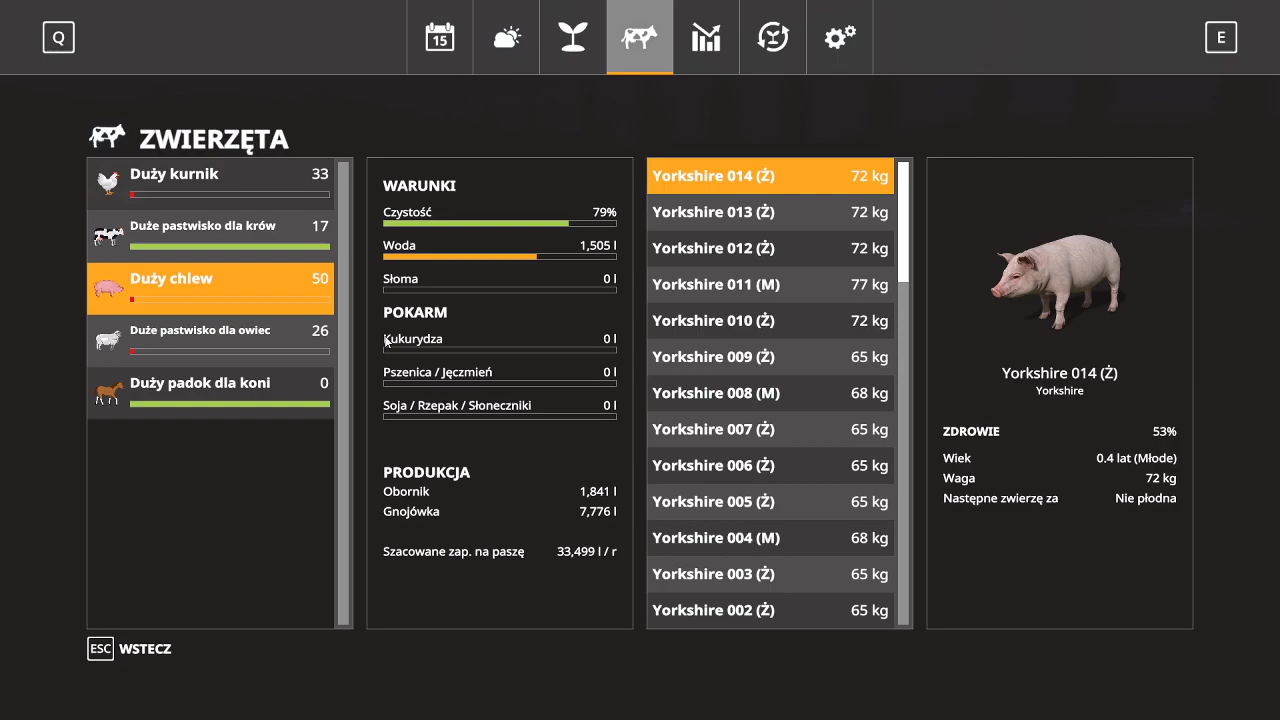 Q
15
E
ZWIERZĘTA
Duży kurnik 33
Duże pastwisko dla krów 17
Duży chlew 50
Duże pastwisko dla owiec 26
Duży padok dla koni 0
WARUNKI
Czystość 79%
Woda 1,505 l
Słoma 0 l
POKARM
Kukurydza 0 l
Pszenica / Jęczmień 0 l
Soja / Rzepak / Słoneczniki 0 l
PRODUKCJA
Obornik 1,841 l
Gnojówka 7,776 l
Szacowane zap. na paszę 33,499 l / r
Yorkshire 014 (Ż) 72 kg
Yorkshire 013 (Ż) 72 kg
Yorkshire 012 (Ż) 72 kg
Yorkshire 011 (M) 77 kg
Yorkshire 010 (Ż) 72 kg
Yorkshire 009 (Ż) 65 kg
Yorkshire 008 (M) 68 kg
Yorkshire 007 (Ż) 65 kg
Yorkshire 006 (Ż) 65 kg
Yorkshire 005 (Ż) 65 kg
Yorkshire 004 (M) 68 kg
Yorkshire 003 (Ż) 65 kg
Yorkshire 002 (Ż) 65 kg
Yorkshire 014 (Ż)
Yorkshire
ZDROWIE 53%
Wiek 0.4 lat (Młode)
Waga 72 kg
Następne zwierzę za Nie płodna
ESC WSTECZ